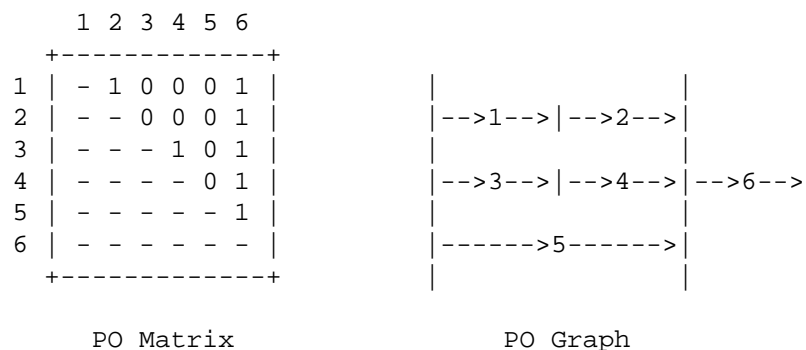 1 2 3 4 5 6
   +-------------+
1  | - 1 0 0 0 1 |          |                |
2  | - - 0 0 0 1 |          |-->1-->|-->2-->|
3  | - - - 1 0 1 |          |                |
4  | - - - - 0 1 |          |-->3-->|-->4-->|-->6-->
5  | - - - - - 1 |          |                |
6  | - - - - - - |          |------>5------>|
   +-------------+          |                |
      PO Matrix                  PO Graph